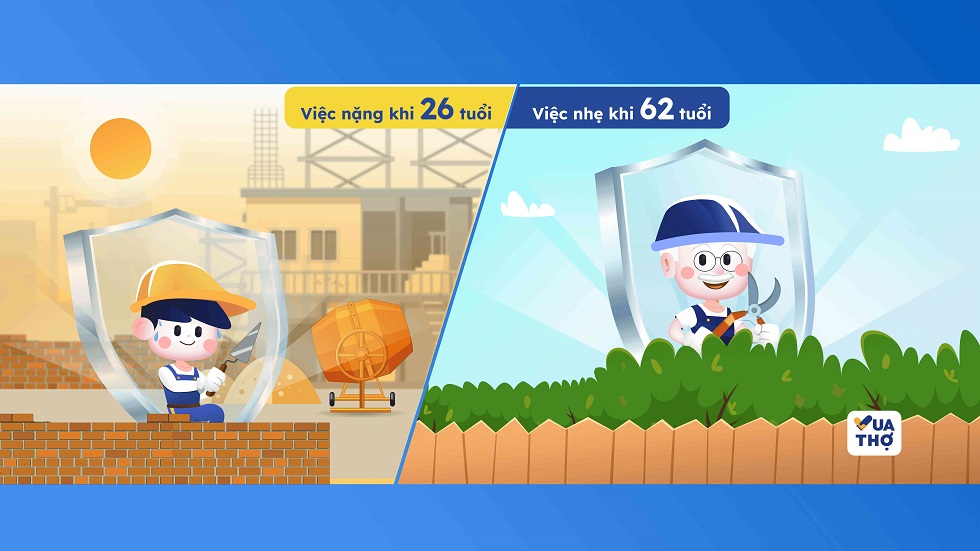 Việc nặng khi 26 tuổi
Việc nhẹ khi 62 tuổi
VUA
THỢ